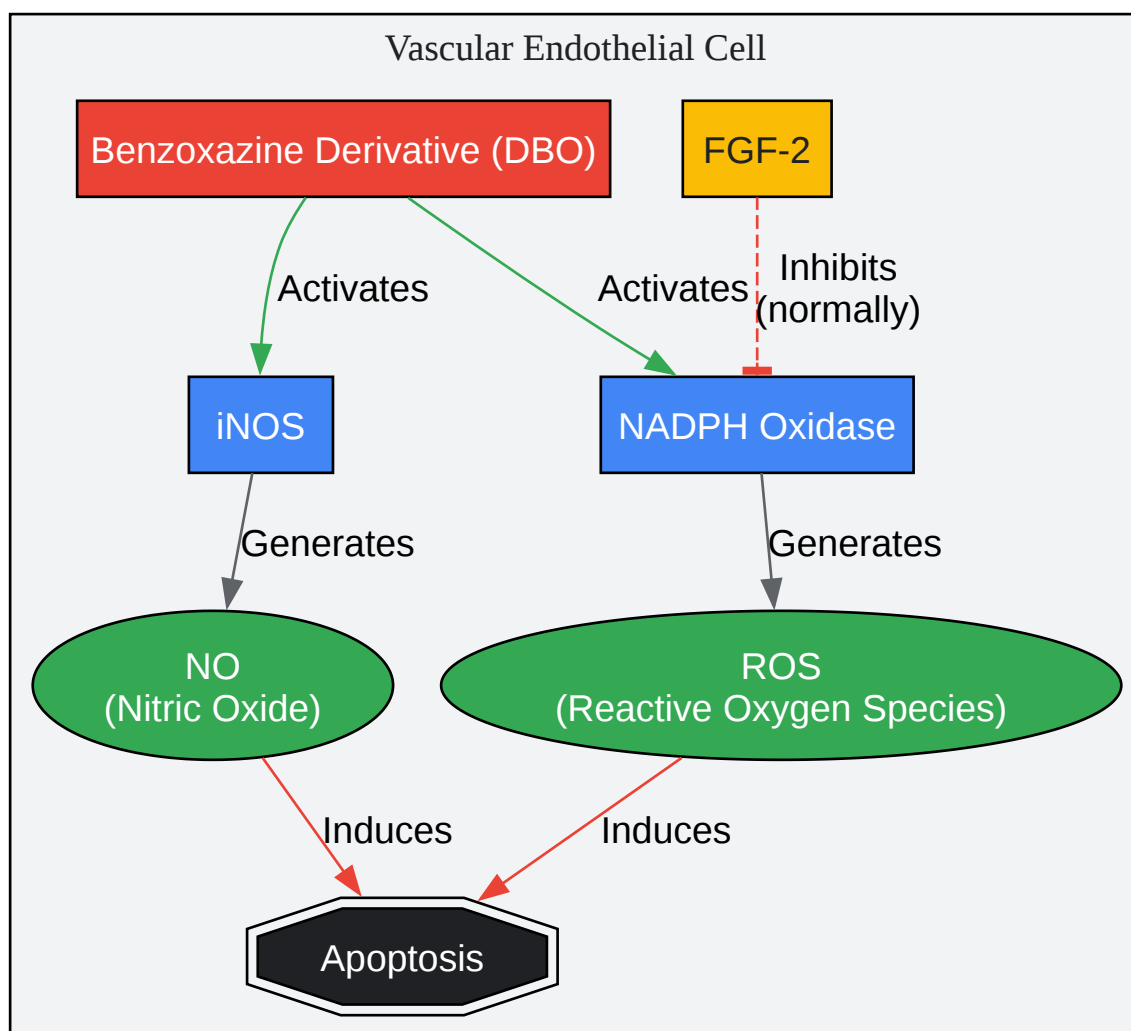 Vascular Endothelial Cell
Benzoxazine Derivative (DBO)
FGF-2
Activates
Activates
Inhibits
(normally)
iNOS
NADPH Oxidase
Generates
Generates
NO
(Nitric Oxide)
ROS
(Reactive Oxygen Species)
Induces
Induces
Apoptosis